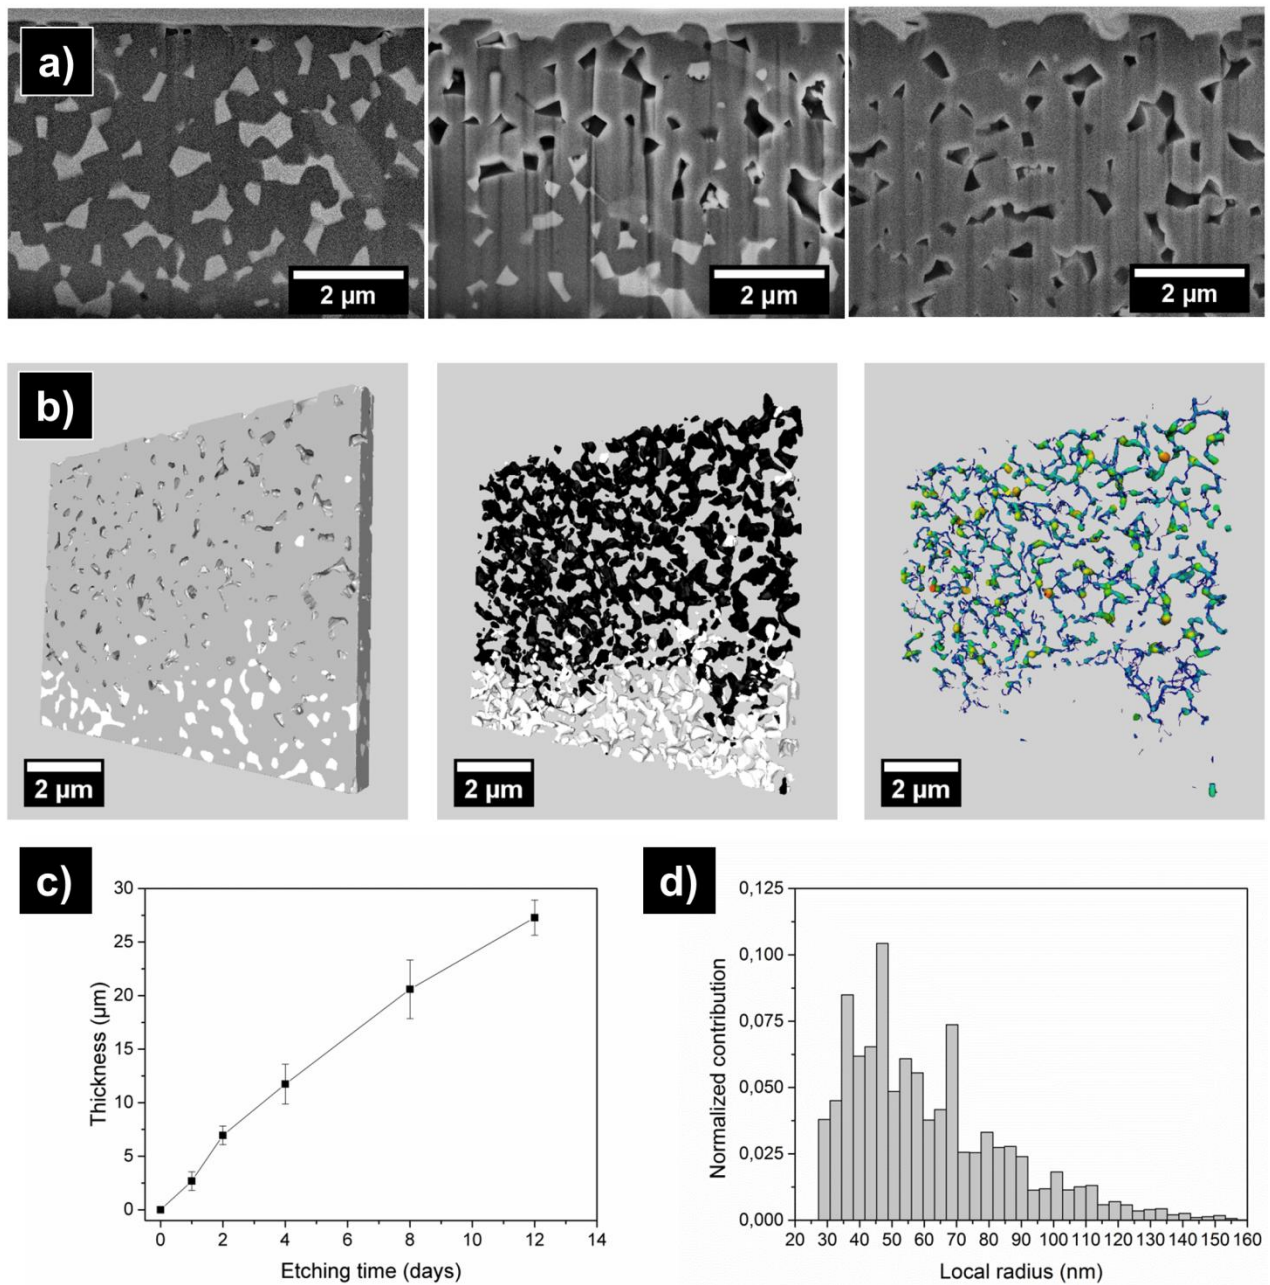 a)
2 µm
2 µm
2 µm
b)
2 µm
2 µm
2 µm
c)
30
25
20
15
10
5
0
Thickness (µm)
0 2 4 6 8 10 12 14
Etching time (days)
d)
0,125
0,100
0,075
0,050
0,025
0,000
Normalized contribution
20 30 40 50 60 70 80 90 100 110 120 130 140 150 160
Local radius (nm)